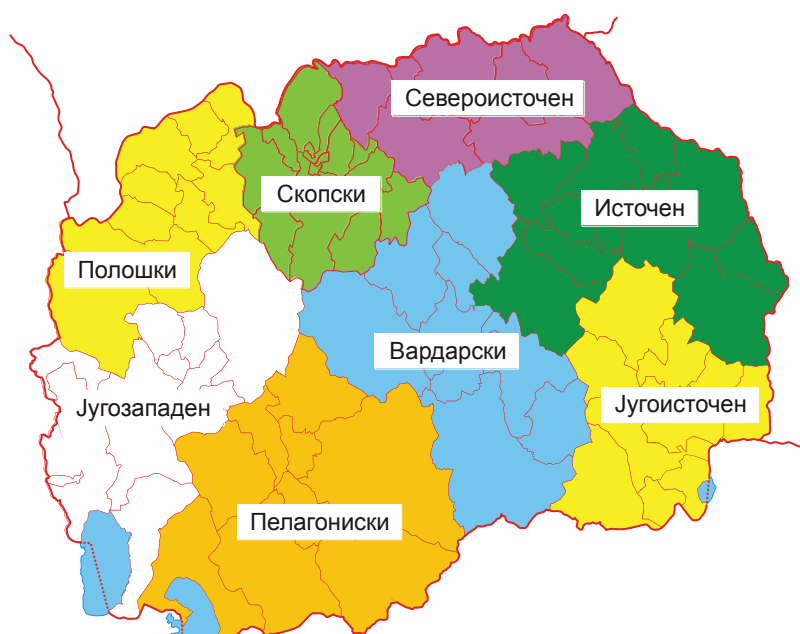 Североисточен
Скопски
Источен
Полошки
Вардарски
Југозападен
Југоисточен
Пелагониски